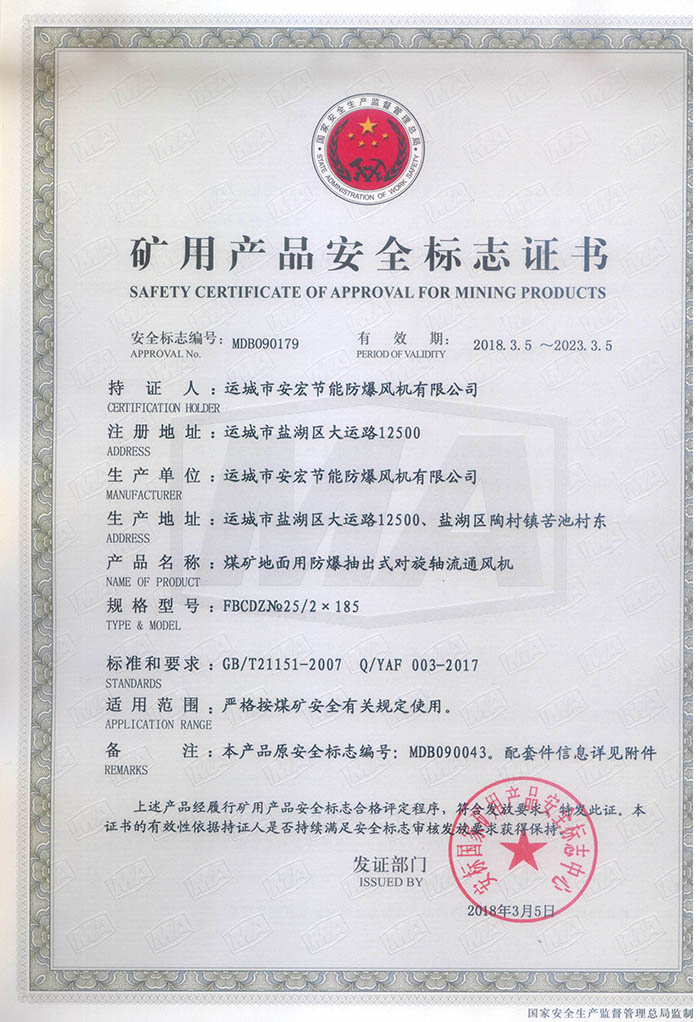 国家安全生产监督管理总局
STATE ADMINISTRATION OF WORK SAFETY
矿用产品安全标志证书
SAFETY CERTIFICATE OF APPROVAL FOR MINING PRODUCTS
安全标志编号: MDB090179 有效期: 2018.3.5 ～2023.3.5
APPROVAL No. PERIOD OF VALIDITY
持证人: 运城市安宏节能防爆风机有限公司
CERTIFICATION HOLDER
注册地址: 运城市盐湖区大运路12500
ADDRESS
生产单位: 运城市安宏节能防爆风机有限公司
MANUFACTURER
生产地址: 运城市盐湖区大运路12500、盐湖区陶村镇苦池村东
ADDRESS
产品名称: 煤矿地面用防爆抽出式对旋轴流通风机
NAME OF PRODUCT
规格型号: FBCDZ№25/2×185
TYPE & MODEL
标准和要求: GB/T21151-2007 Q/YAF 003-2017
STANDARDS
适用范围: 严格按煤矿安全有关规定使用。
APPLICATION RANGE
备注: 本产品原安全标志编号: MDB090043。配套件信息详见附件
REMARKS
上述产品经履行矿用产品安全标志合格评定程序，符合发放要求，特发此证。本
证书的有效性依据持证人是否持续满足安全标志审核发放要求获得保持。
发证部门
ISSUED BY
安标国家矿用产品安全标志中心
2018年3月5日
国家安全生产监督管理总局监制
MA